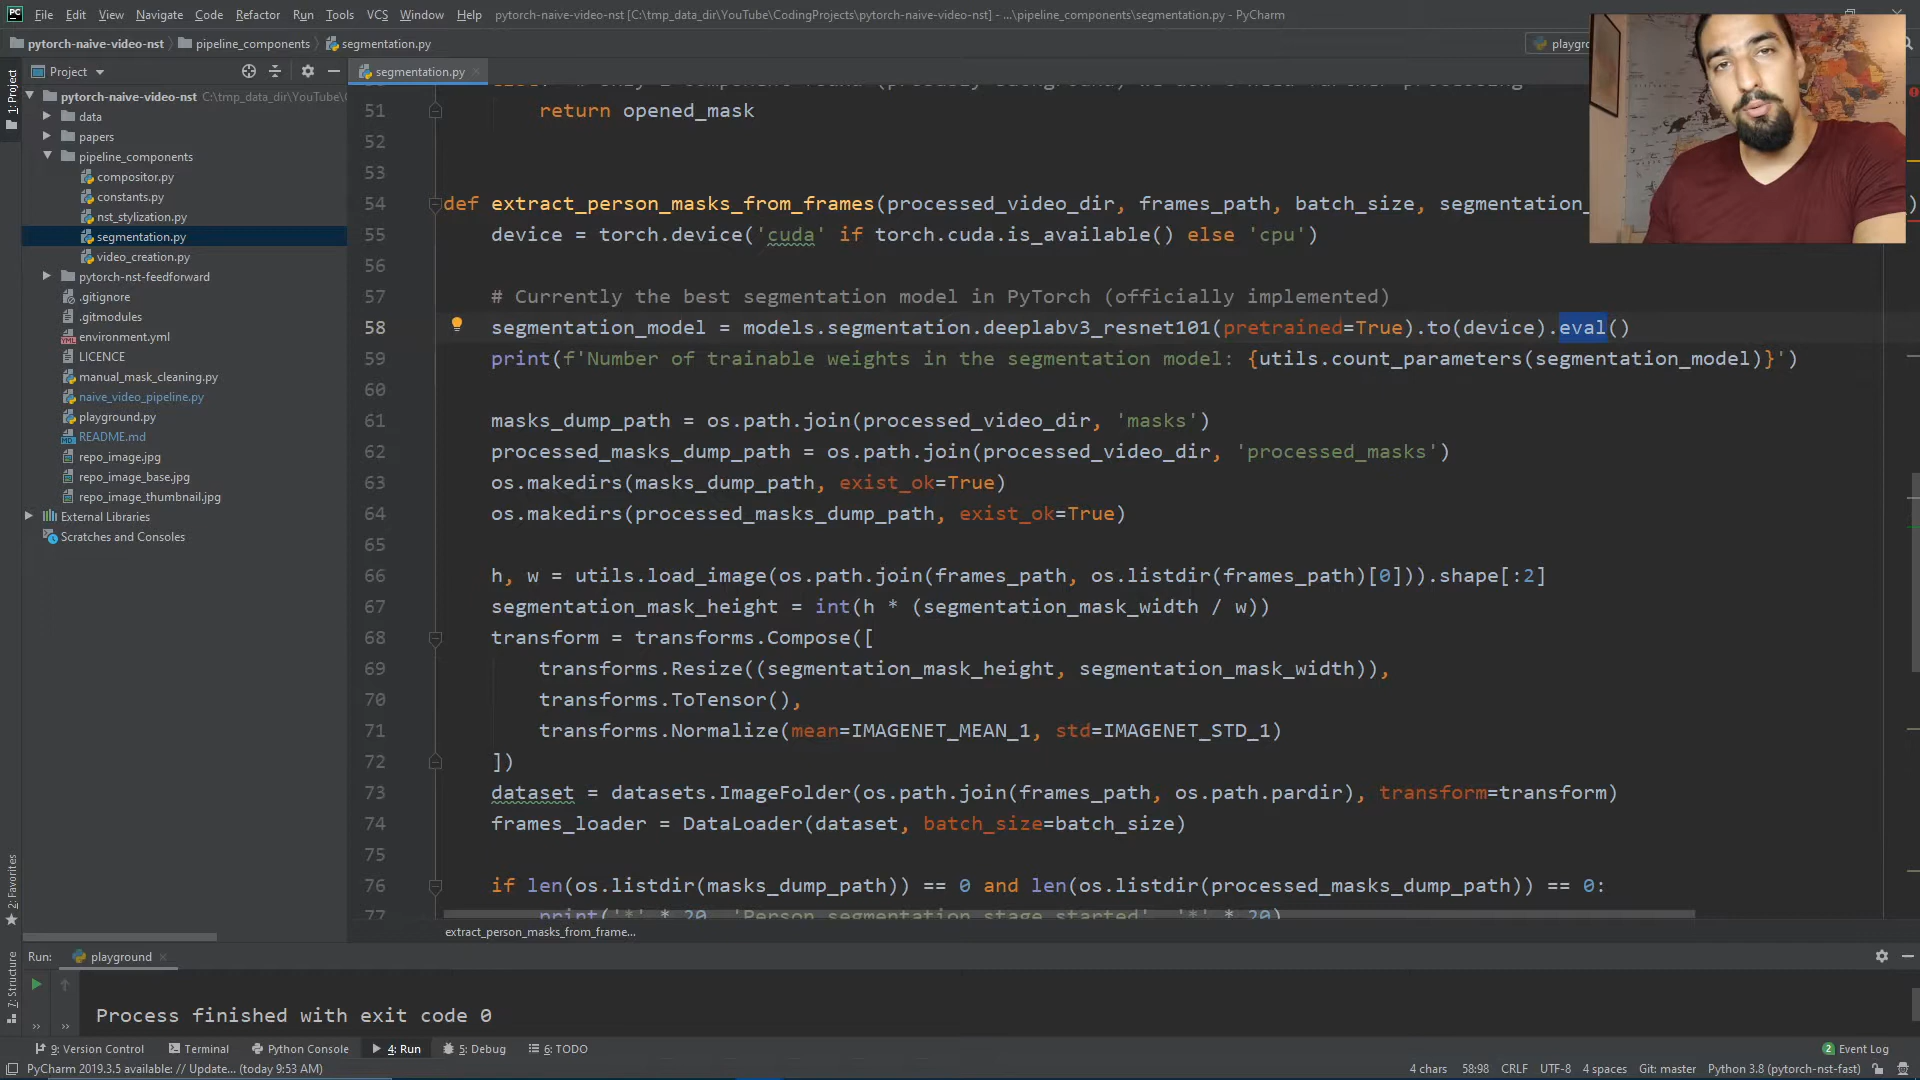 PC File Edit View Navigate Code Refactor Run Tools VCS Window Help pytorch-naive-video-nst [C:\tmp_data_dir\YouTube\CodingProjects\pytorch-naive-video-nst] - ...\pipeline_components\segmentation.py - PyCharm
pytorch-naive-video-nst pipeline_components segmentation.py
Project
segmentation.py
1: Project
pytorch-naive-video-nst C:\tmp_data_dir\YouTube\
data
papers
pipeline_components
compositor.py
constants.py
nst_stylization.py
segmentation.py
video_creation.py
pytorch-nst-feedforward
.gitignore
.gitmodules
environment.yml
LICENCE
manual_mask_cleaning.py
naive_video_pipeline.py
playground.py
README.md
repo_image.jpg
repo_image_base.jpg
repo_image_thumbnail.jpg
External Libraries
Scratches and Consoles
2: Favorites
7: Structure
51 return opened_mask
52
53
54 def extract_person_masks_from_frames(processed_video_dir, frames_path, batch_size, segmentation_
55 device = torch.device('cuda' if torch.cuda.is_available() else 'cpu')
56
57 # Currently the best segmentation model in PyTorch (officially implemented)
58 segmentation_model = models.segmentation.deeplabv3_resnet101(pretrained=True).to(device).eval()
59 print(f'Number of trainable weights in the segmentation model: {utils.count_parameters(segmentation_model)}')
60
61 masks_dump_path = os.path.join(processed_video_dir, 'masks')
62 processed_masks_dump_path = os.path.join(processed_video_dir, 'processed_masks')
63 os.makedirs(masks_dump_path, exist_ok=True)
64 os.makedirs(processed_masks_dump_path, exist_ok=True)
65
66 h, w = utils.load_image(os.path.join(frames_path, os.listdir(frames_path)[0])).shape[:2]
67 segmentation_mask_height = int(h * (segmentation_mask_width / w))
68 transform = transforms.Compose([
69 transforms.Resize((segmentation_mask_height, segmentation_mask_width)),
70 transforms.ToTensor(),
71 transforms.Normalize(mean=IMAGENET_MEAN_1, std=IMAGENET_STD_1)
72 ])
73 dataset = datasets.ImageFolder(os.path.join(frames_path, os.path.pardir), transform=transform)
74 frames_loader = DataLoader(dataset, batch_size=batch_size)
75
76 if len(os.listdir(masks_dump_path)) == 0 and len(os.listdir(processed_masks_dump_path)) == 0:
77 print('*' * 20, 'Person segmentation stage started', '*' * 20)
extract_person_masks_from_frame...
Run: playground
Process finished with exit code 0
9: Version Control Terminal Python Console 4: Run 5: Debug 6: TODO 2 Event Log
PyCharm 2019.3.5 available: // Update... (today 9:53 AM) 4 chars 58:98 CRLF UTF-8 4 spaces Git: master Python 3.8 (pytorch-nst-fast)